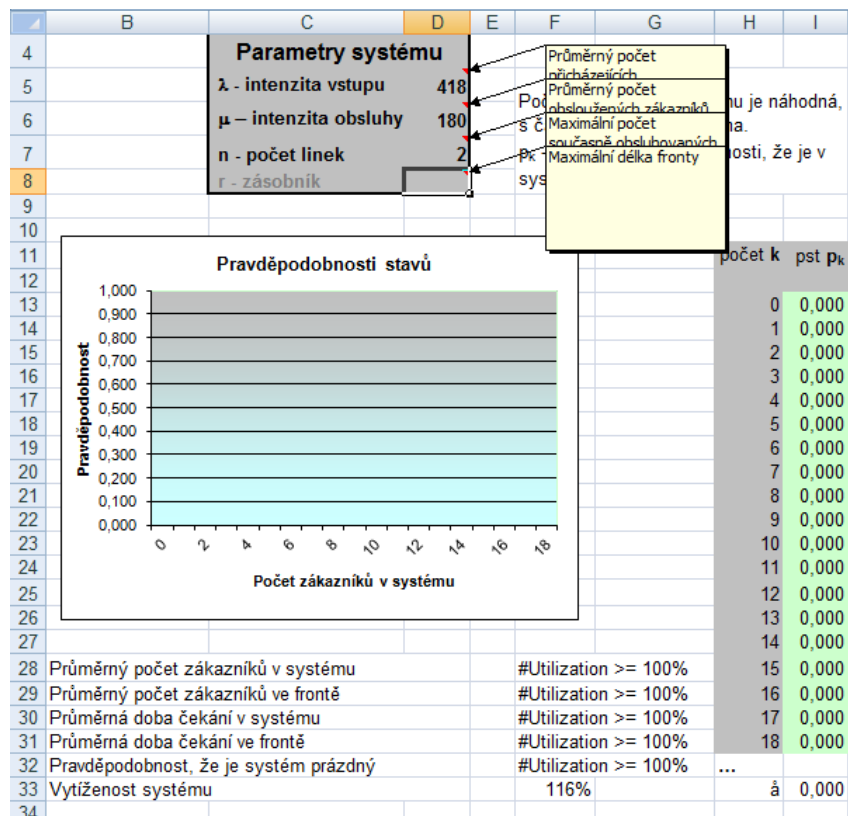 B C D E F G H I
4 Parametry systému
5 λ - intenzita vstupu 418
6 μ – intenzita obsluhy 180
7 n - počet linek 2
8 r - zásobník
Průměrný počet
přicházejících
Průměrný počet
obsloužených zákazníků
Maximální počet
současně obsluhovaných
Maximální délka fronty
nu je náhodná,
s č na.
pk - nosti, že je v
sys
9
10
11 počet k pst pk
12
13 0 0,000
14 1 0,000
15 2 0,000
16 3 0,000
17 4 0,000
18 5 0,000
19 6 0,000
20 7 0,000
21 8 0,000
22 9 0,000
23 10 0,000
24 11 0,000
25 12 0,000
26 13 0,000
27 14 0,000
Pravděpodobnosti stavů
Pravděpodobnost
1,000
0,900
0,800
0,700
0,600
0,500
0,400
0,300
0,200
0,100
0,000
0 2 4 6 8 10 12 14 16 18
Počet zákazníků v systému
28 Průměrný počet zákazníků v systému #Utilization >= 100% 15 0,000
29 Průměrný počet zákazníků ve frontě #Utilization >= 100% 16 0,000
30 Průměrná doba čekání v systému #Utilization >= 100% 17 0,000
31 Průměrná doba čekání ve frontě #Utilization >= 100% 18 0,000
32 Pravděpodobnost, že je systém prázdný #Utilization >= 100% ...
33 Vytíženost systému 116% å 0,000
34